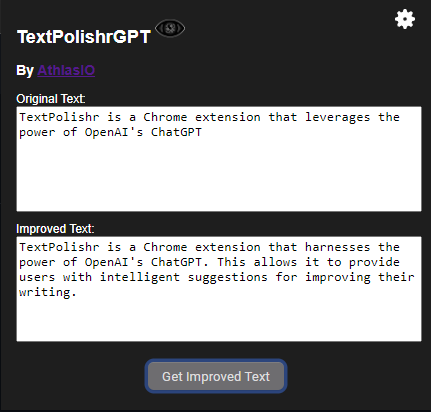 TextPolishrGPT
By AthlasIO
Original Text:
TextPolishr is a Chrome extension that leverages the
power of OpenAI's ChatGPT
Improved Text:
TextPolishr is a Chrome extension that harnesses the
power of OpenAI's ChatGPT. This allows it to provide
users with intelligent suggestions for improving their
writing.
Get Improved Text